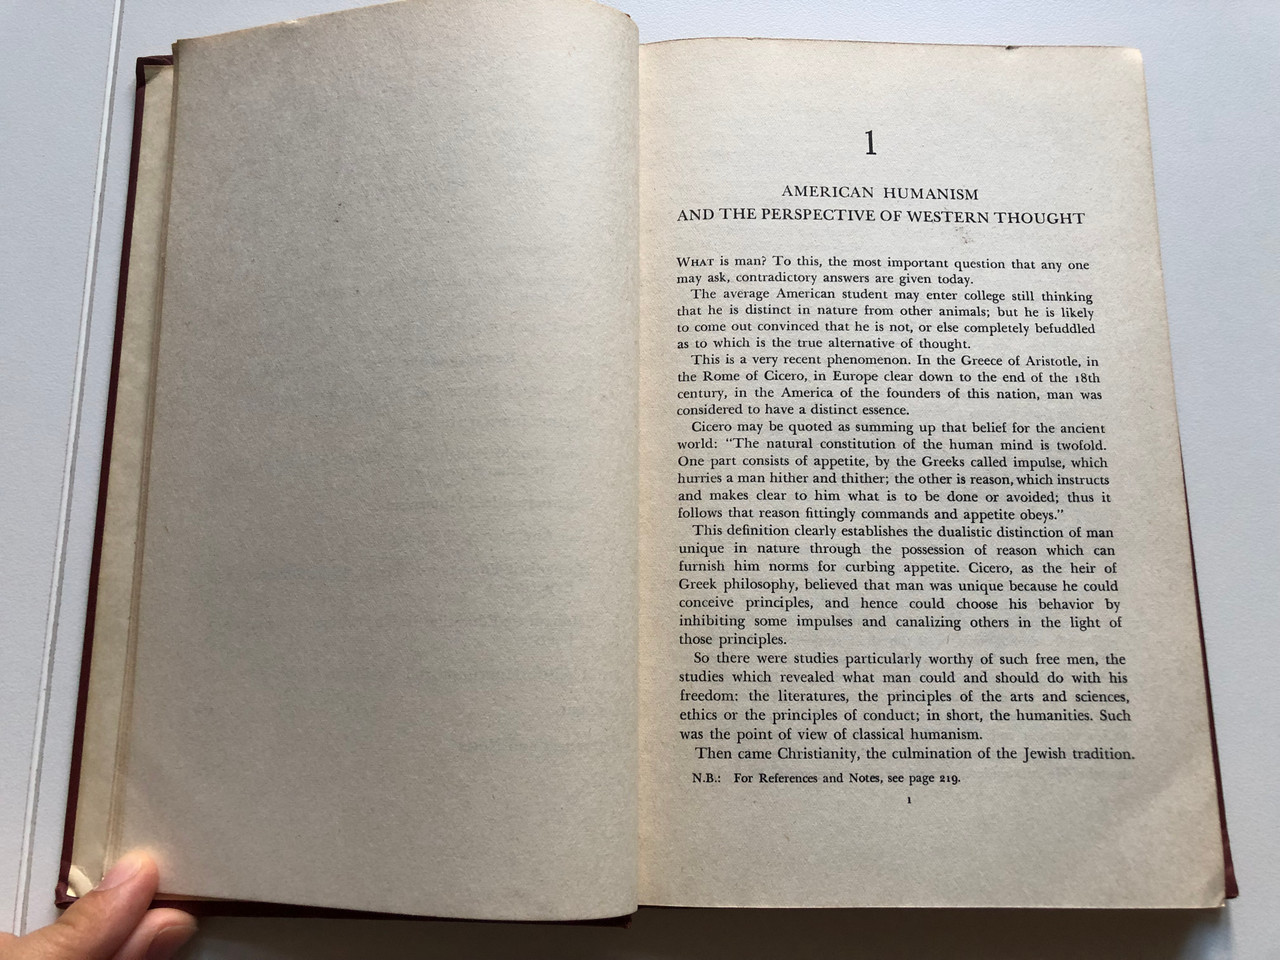 1
AMERICAN HUMANISM
AND THE PERSPECTIVE OF WESTERN THOUGHT
WHAT is man? To this, the most important question that any one
may ask, contradictory answers are given today.
The average American student may enter college still thinking
that he is distinct in nature from other animals; but he is likely
to come out convinced that he is not, or else completely befuddled
as to which is the true alternative of thought.
This is a very recent phenomenon. In the Greece of Aristotle, in
the Rome of Cicero, in Europe clear down to the end of the 18th
century, in the America of the founders of this nation, man was
considered to have a distinct essence.
Cicero may be quoted as summing up that belief for the ancient
world: "The natural constitution of the human mind is twofold.
One part consists of appetite, by the Greeks called impulse, which
hurries a man hither and thither; the other is reason, which instructs
and makes clear to him what is to be done or avoided; thus it
follows that reason fittingly commands and appetite obeys."
This definition clearly establishes the dualistic distinction of man
unique in nature through the possession of reason which can
furnish him norms for curbing appetite. Cicero, as the heir of
Greek philosophy, believed that man was unique because he could
conceive principles, and hence could choose his behavior by
inhibiting some impulses and canalizing others in the light of
those principles.
So there were studies particularly worthy of such free men, the
studies which revealed what man could and should do with his
freedom: the literatures, the principles of the arts and sciences,
ethics or the principles of conduct; in short, the humanities. Such
was the point of view of classical humanism.
Then came Christianity, the culmination of the Jewish tradition.
N.B.: For References and Notes, see page 219.
1